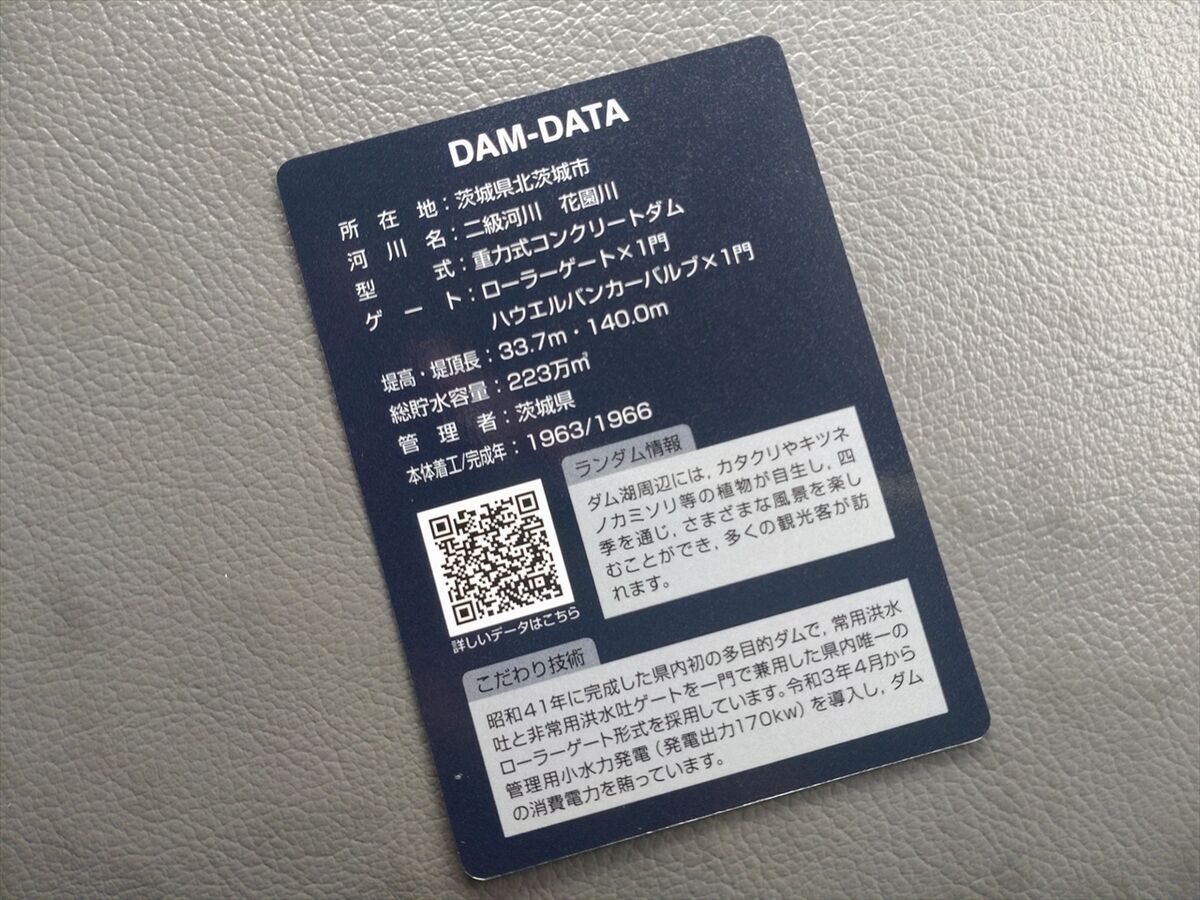 DAM-DATA
所在地：茨城県北茨城市
河川名：二級河川 花園川
型式：重力式コンクリートダム
ゲート：ローラーゲート×1門
ハウエルバンカーバルブ×1門
堤高・堤頂長：33.7m・140.0m
総貯水容量：223万㎥
管理者：茨城県
本体着工/完成年：1963/1966
ランダム情報
ダム湖周辺には，カタクリやキツネ
ノカミソリ等の植物が自生し，四
季を通じ，さまざまな風景を楽し
むことができ，多くの観光客が訪
れます。
詳しいデータはこちら
こだわり技術
昭和41年に完成した県内初の多目的ダムで，常用洪水
吐と非常用洪水吐ゲートを一門で兼用した県内唯一の
ローラーゲート形式を採用しています。令和3年4月から
管理用小水力発電（発電出力170kw）を導入し，ダム
の消費電力を賄っています。